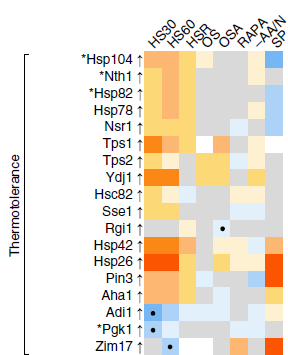 HS30 HS60 HSR OS OSA RAPA –AA/N SP
*Hsp104 ↑
*Nth1 ↑
*Hsp82 ↑
Hsp78 ↑
Nsr1 ↑
Tps1 ↑
Tps2 ↑
Ydj1 ↑
Hsc82 ↑
Sse1 ↑
Rgi1 ↑
Hsp42 ↑
Hsp26 ↑
Pin3 ↑
Aha1 ↑
Adi1 ↑
*Pgk1 ↑
Zim17 ↑
Thermotolerance